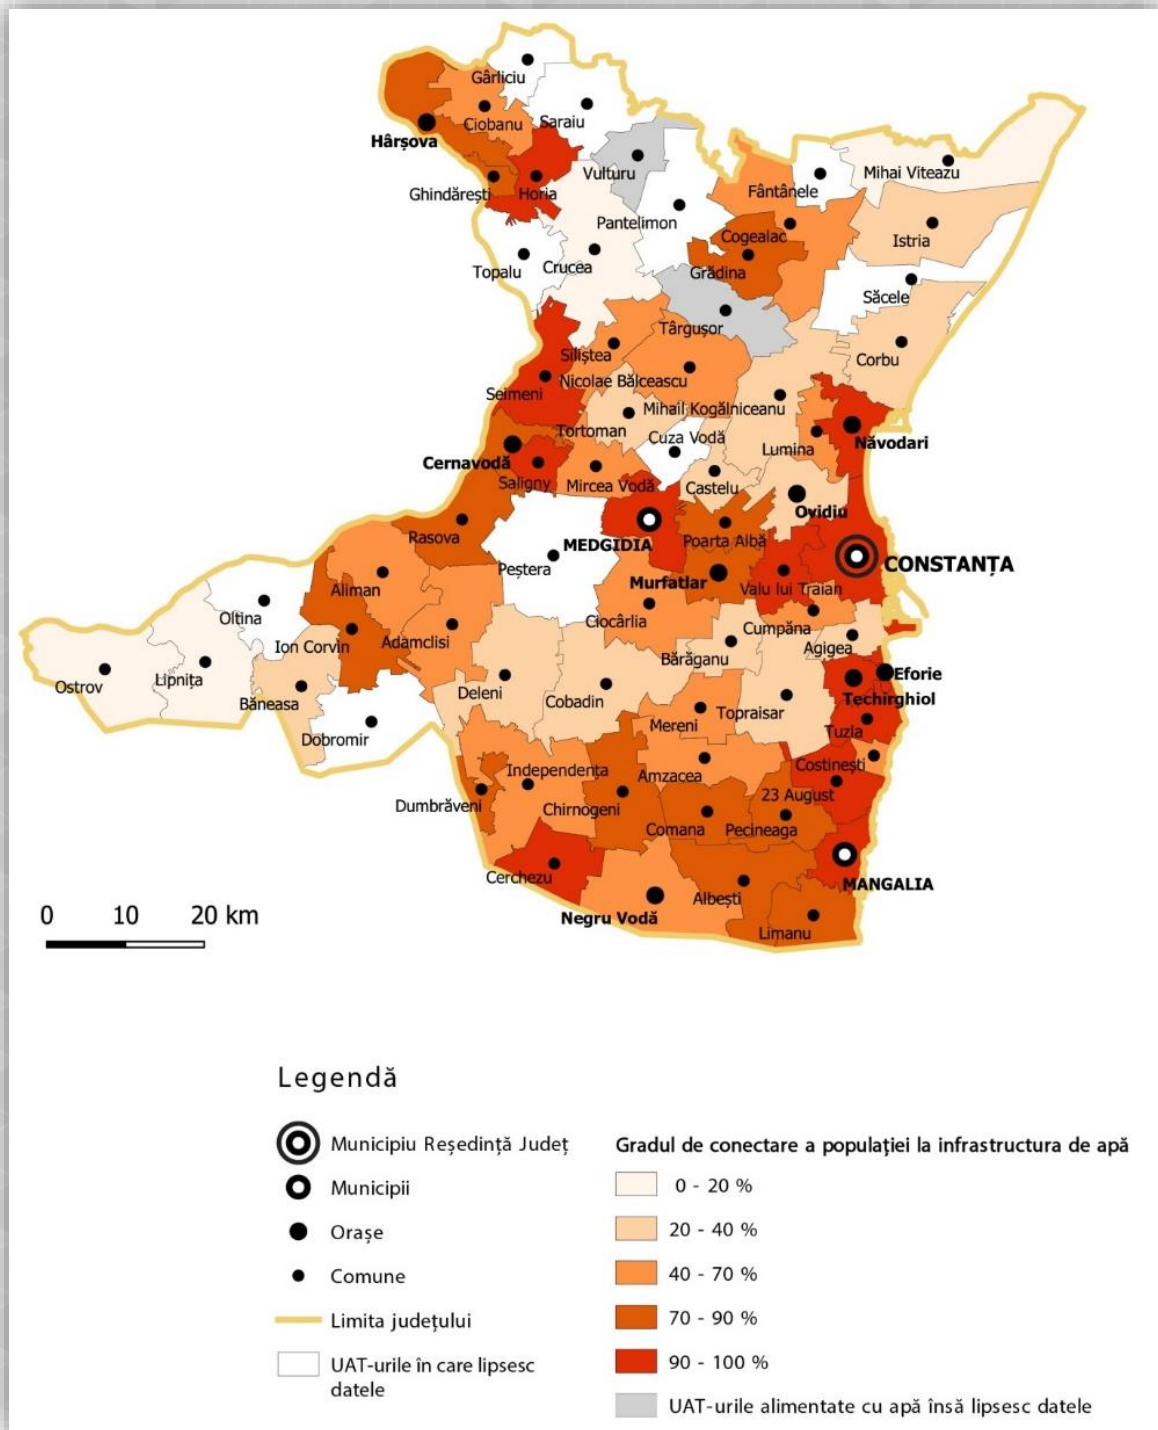 Gârliciu
Ciobanu
Saraiu
Hârșova
Vulturu
Ghindărești
Horia
Fântânele
Mihai Viteazu
Pantelimon
Cogealac
Istria
Topalu
Crucea
Grădina
Săcele
Târgușor
Siliștea
Corbu
Nicolae Bălceascu
Seimeni
Mihail Kogălniceanu
Tortoman
Cuza Vodă
Lumina
Năvodari
Cernavodă
Saligny
Mircea Vodă
Castelu
Ovidiu
Rasova
MEDGIDIA
Poarta Albă
CONSTANȚA
Peștera
Murfatlar
Valu lui Traian
Aliman
Oltina
Ciocârlia
Cumpăna
Ion Corvin
Adamclisi
Agigea
Bărăganu
Ostrov
Lipnița
Eforie
Deleni
Techirghiol
Băneasa
Cobadin
Topraisar
Mereni
Tuzla
Dobromir
Costinești
Independența
Amzacea
23 August
Dumbrăveni
Chirnogeni
Comana
Pecineaga
Cerchezu
MANGALIA
Albești
Negru Vodă
Limanu
0 10 20 km
Legendă
Municipiu Reședință Județ
Municipii
Orașe
Comune
Limita județului
UAT-urile în care lipsesc
datele
Gradul de conectare a populației la infrastructura de apă
0 - 20 %
20 - 40 %
40 - 70 %
70 - 90 %
90 - 100 %
UAT-urile alimentate cu apă însă lipsesc datele